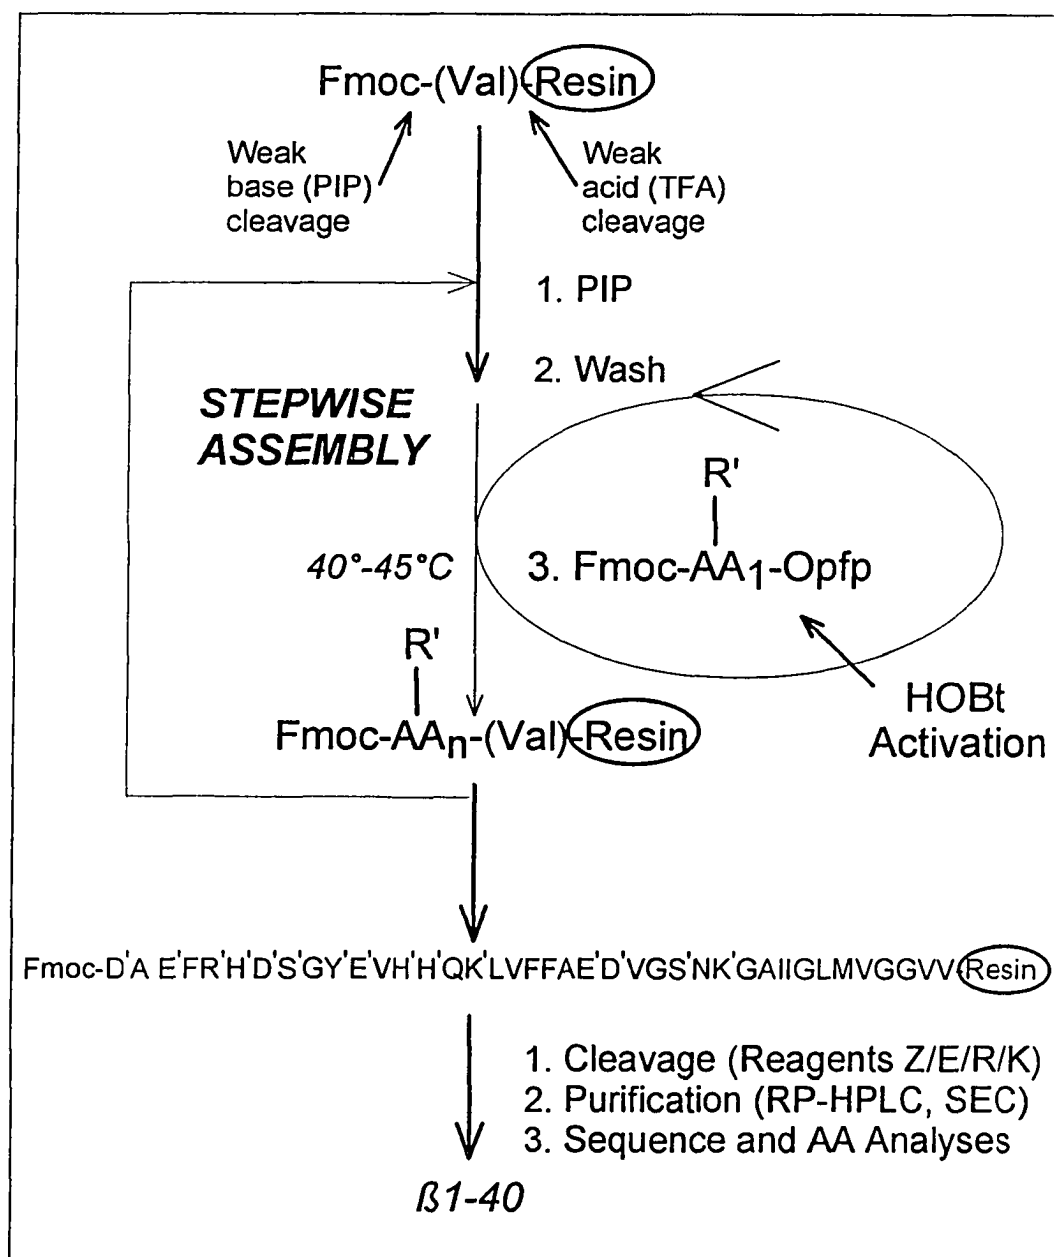 Fmoc-(Val)-Resin
Weak
base (PIP)
cleavage
Weak
acid (TFA)
cleavage
1. PIP
2. Wash
STEPWISE
ASSEMBLY
R'
40°-45°C
3. Fmoc-AA1-Opfp
R'
HOBt
Activation
Fmoc-AAn-(Val)-Resin
Fmoc-D'A E'FR'H'D'S'GY'E'VH'H'QK'LVFFAE'D'VGS'NK'GAIIGLMVGGVV-Resin
1. Cleavage (Reagents Z/E/R/K)
2. Purification (RP-HPLC, SEC)
3. Sequence and AA Analyses
ß1-40